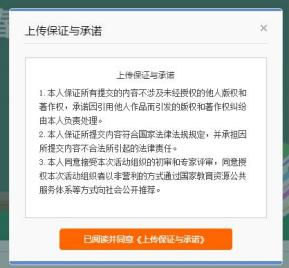 上传保证与承诺
×
上传保证与承诺
1.本人保证所有提交的内容不涉及未经授权的他人版权和
著作权，承诺因引用他人作品而引发的版权和著作权纠纷
由本人负责处理。
2.本人保证所提交内容符合国家法律法规规定，并承担因
所提交内容不合法所引起的法律责任。
3.本人同意接受本次活动组织的初审和专家评审，同意授
权本次活动组织者以非营利的方式通过国家教育资源公共
服务体系等方式向社会公开推荐。
已阅读并同意《上传保证与承诺》